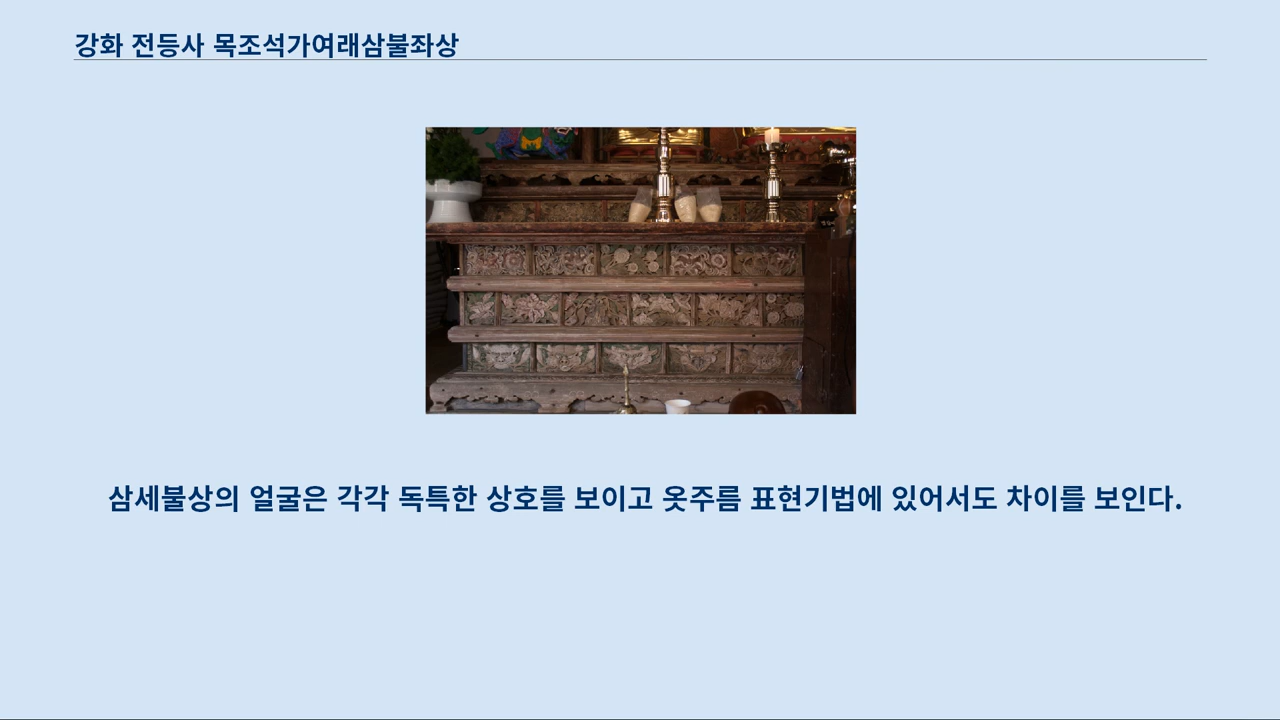 강화 전등사 목조석가여래삼불좌상
삼세불상의 얼굴은 각각 독특한 상호를 보이고 옷주름 표현기법에 있어서도 차이를 보인다.